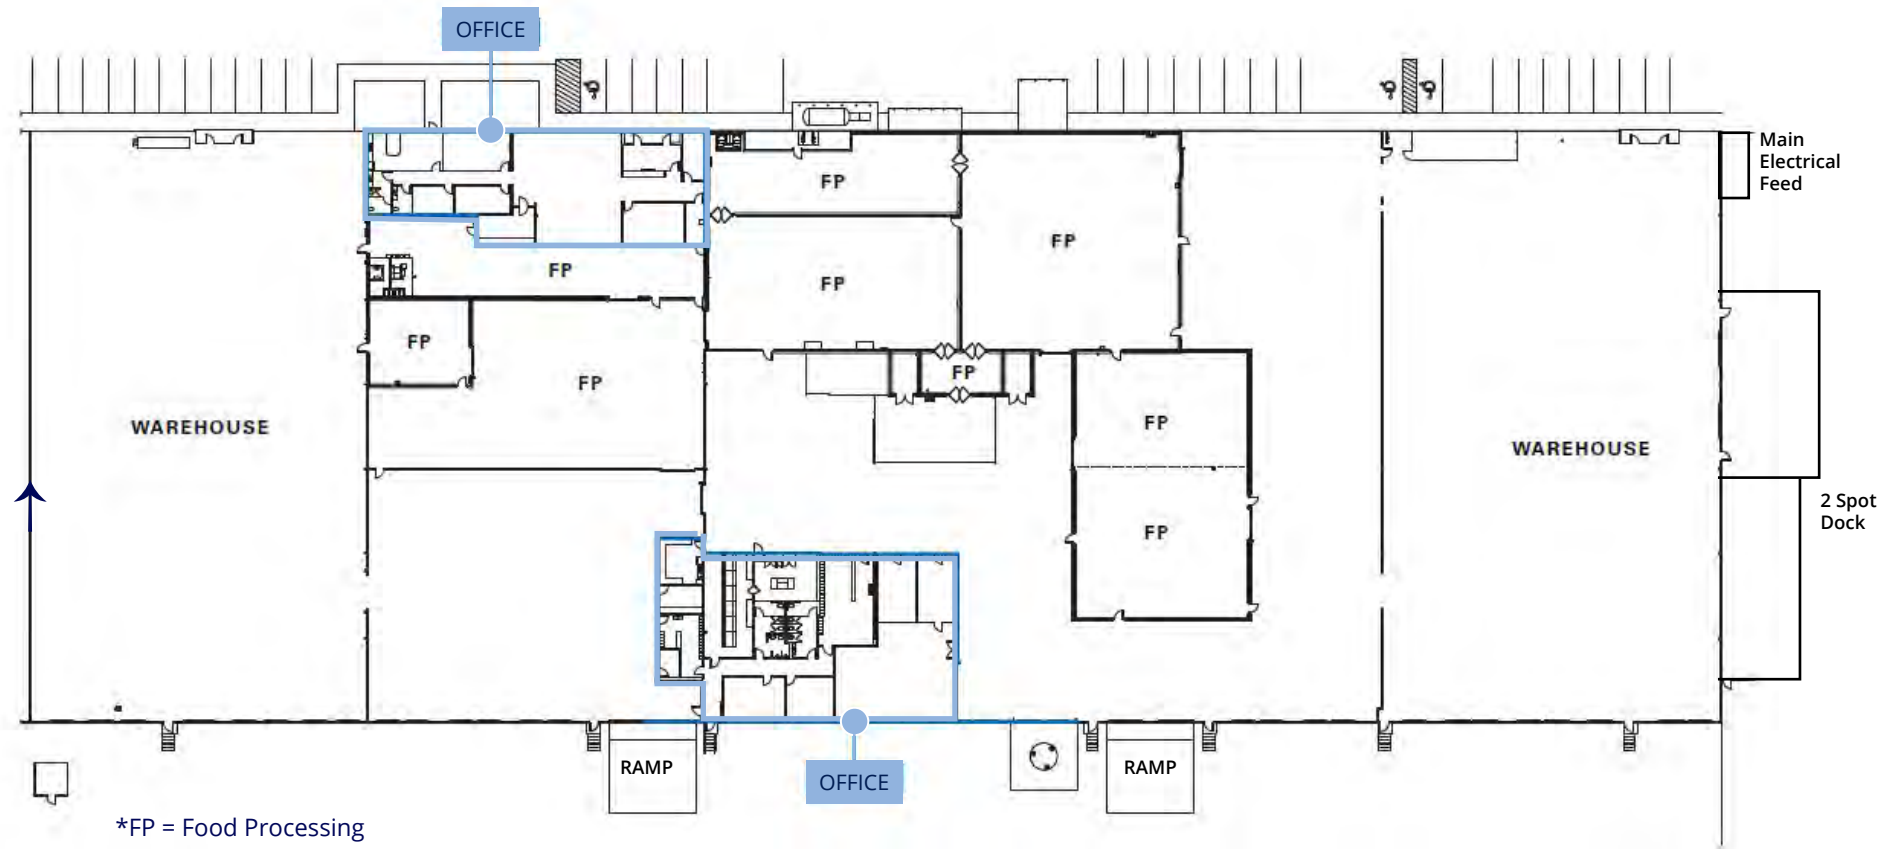 OFFICE
Main
Electrical
Feed
FP
FP
FP
FP
FP
FP
FP
FP
WAREHOUSE
FP
WAREHOUSE
2 Spot
Dock
FP
RAMP
OFFICE
RAMP
*FP = Food Processing